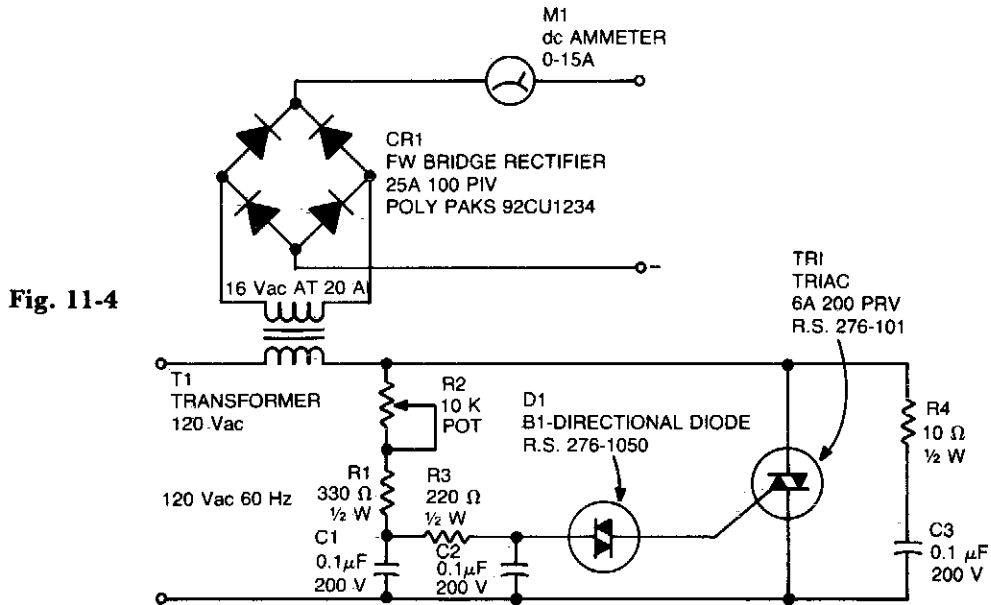 M1
dc AMMETER
0-15A
CR1
FW BRIDGE RECTIFIER
25A 100 PIV
POLY PAKS 92CU1234
-
TRI
TRIAC
6A 200 PRV
R.S. 276-101
Fig. 11-4
16 Vac AT 20 A
T1
TRANSFORMER
120 Vac
R2
10 K
POT
D1
B1-DIRECTIONAL DIODE
R.S. 276-1050
R4
10 Ω
½ W
120 Vac 60 Hz
R1
330 Ω
½ W
R3
220 Ω
½ W
C1
0.1μF
200 V
C2
0.1μF
200 V
C3
0.1 μF
200 V